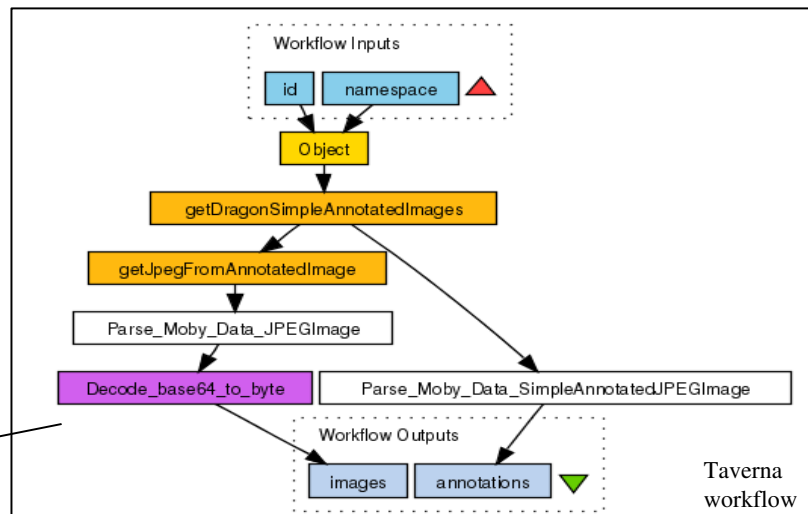 Workflow Inputs
id
namespace
Object
getDragonSimpleAnnotatedImages
getJpegFromAnnotatedImage
Parse_Moby_Data_JPEGImage
Decode_base64_to_byte
Parse_Moby_Data_SimpleAnnotatedJPEGImage
Workflow Outputs
images
annotations
Taverna
workflow